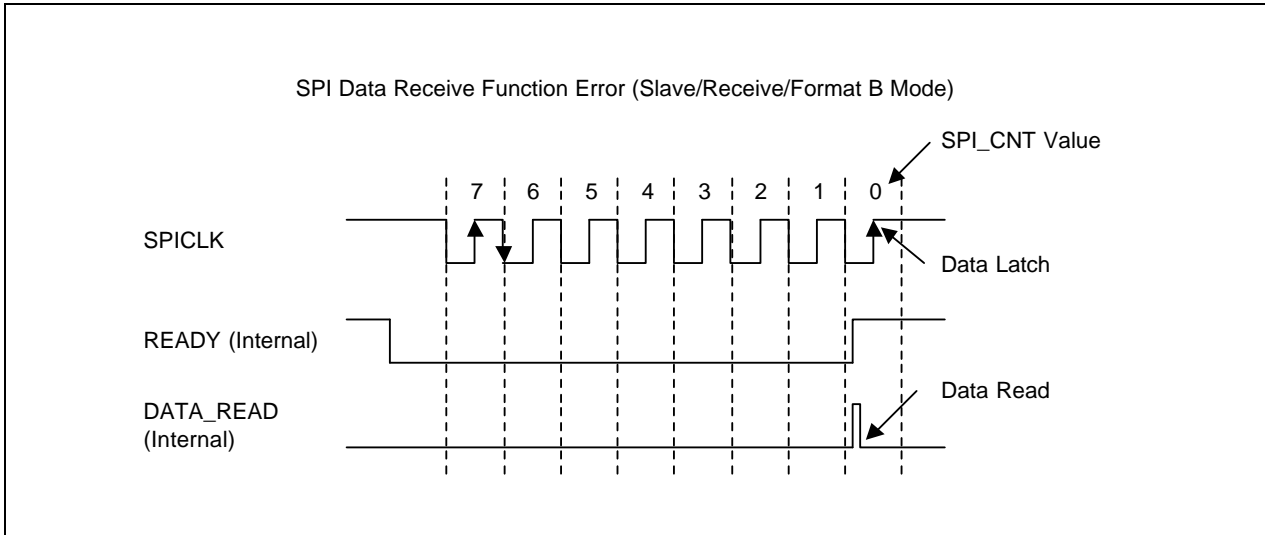 SPI Data Receive Function Error (Slave/Receive/Format B Mode)
SPI_CNT Value
7 6 5 4 3 2 1 0
SPICLK
Data Latch
READY (Internal)
Data Read
DATA_READ
(Internal)